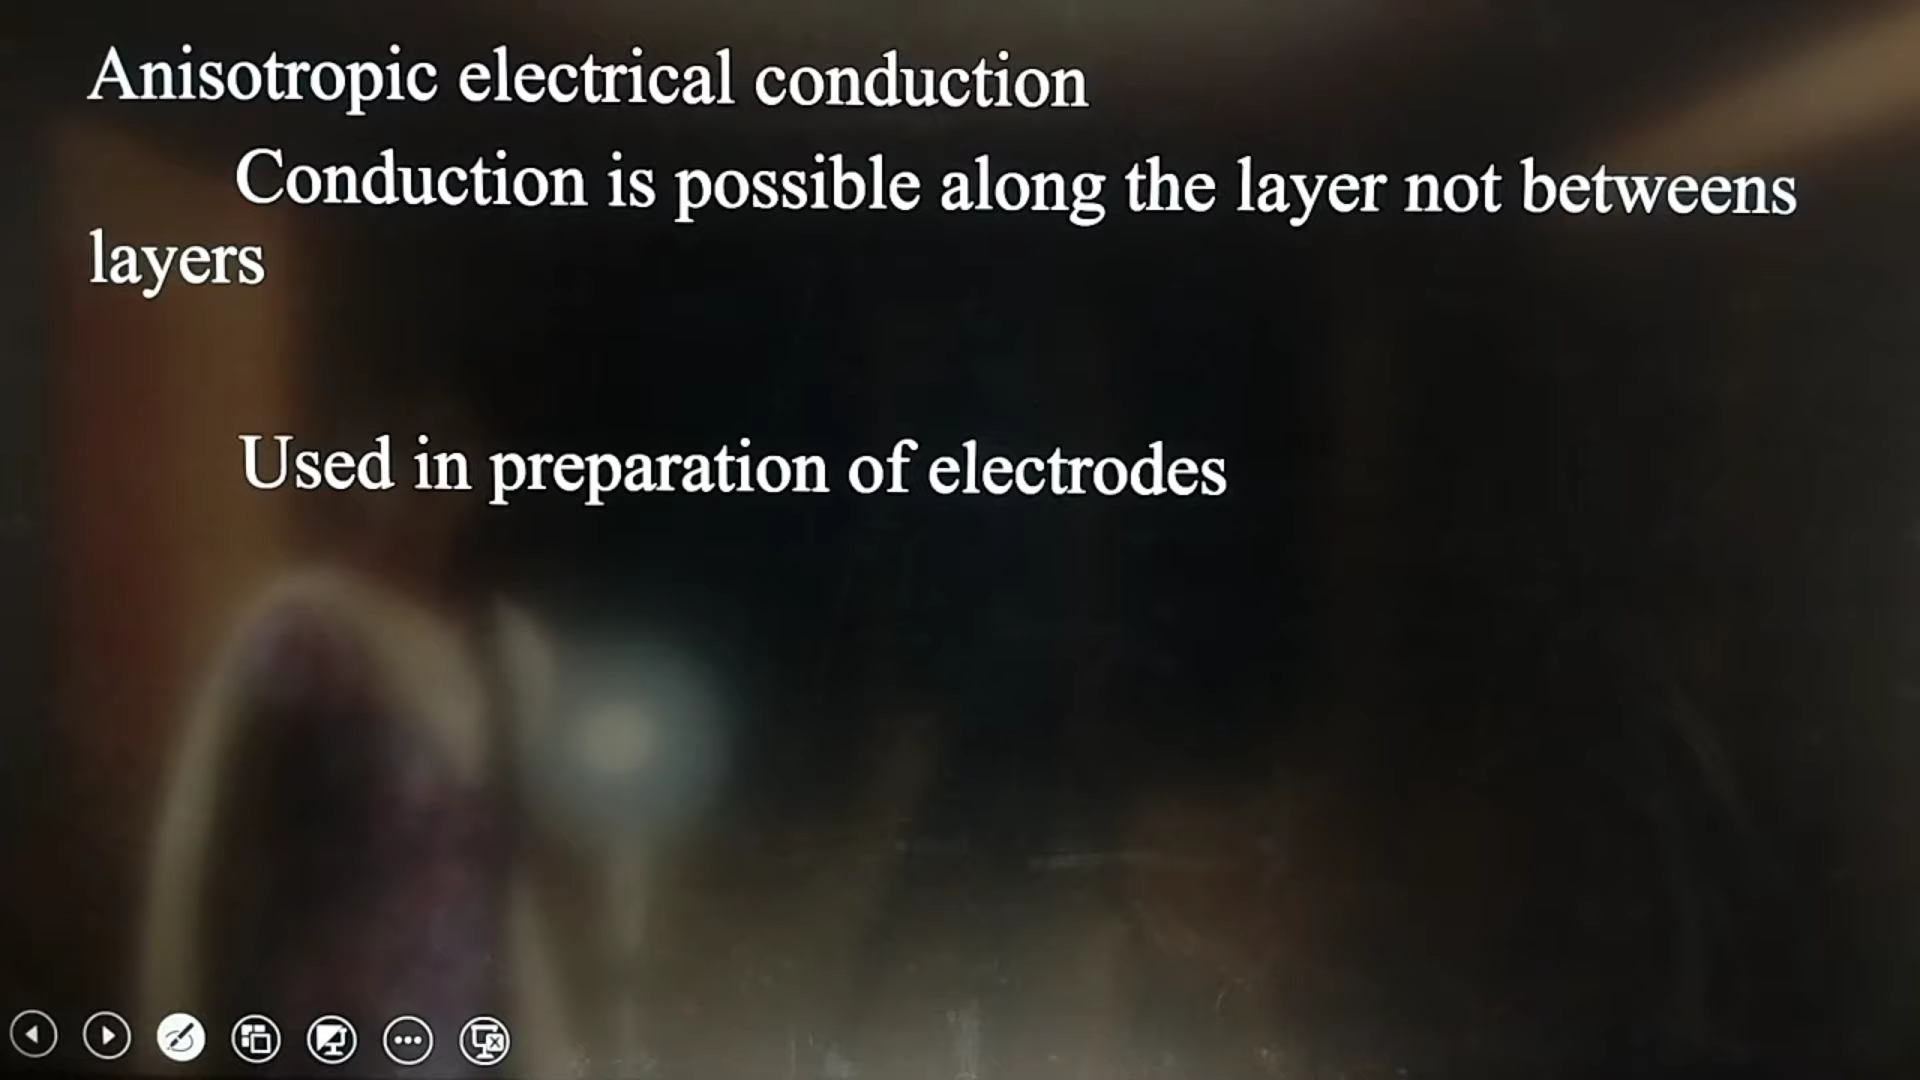 Anisotropic electrical conduction
Conduction is possible along the layer not betweens
layers
Used in preparation of electrodes